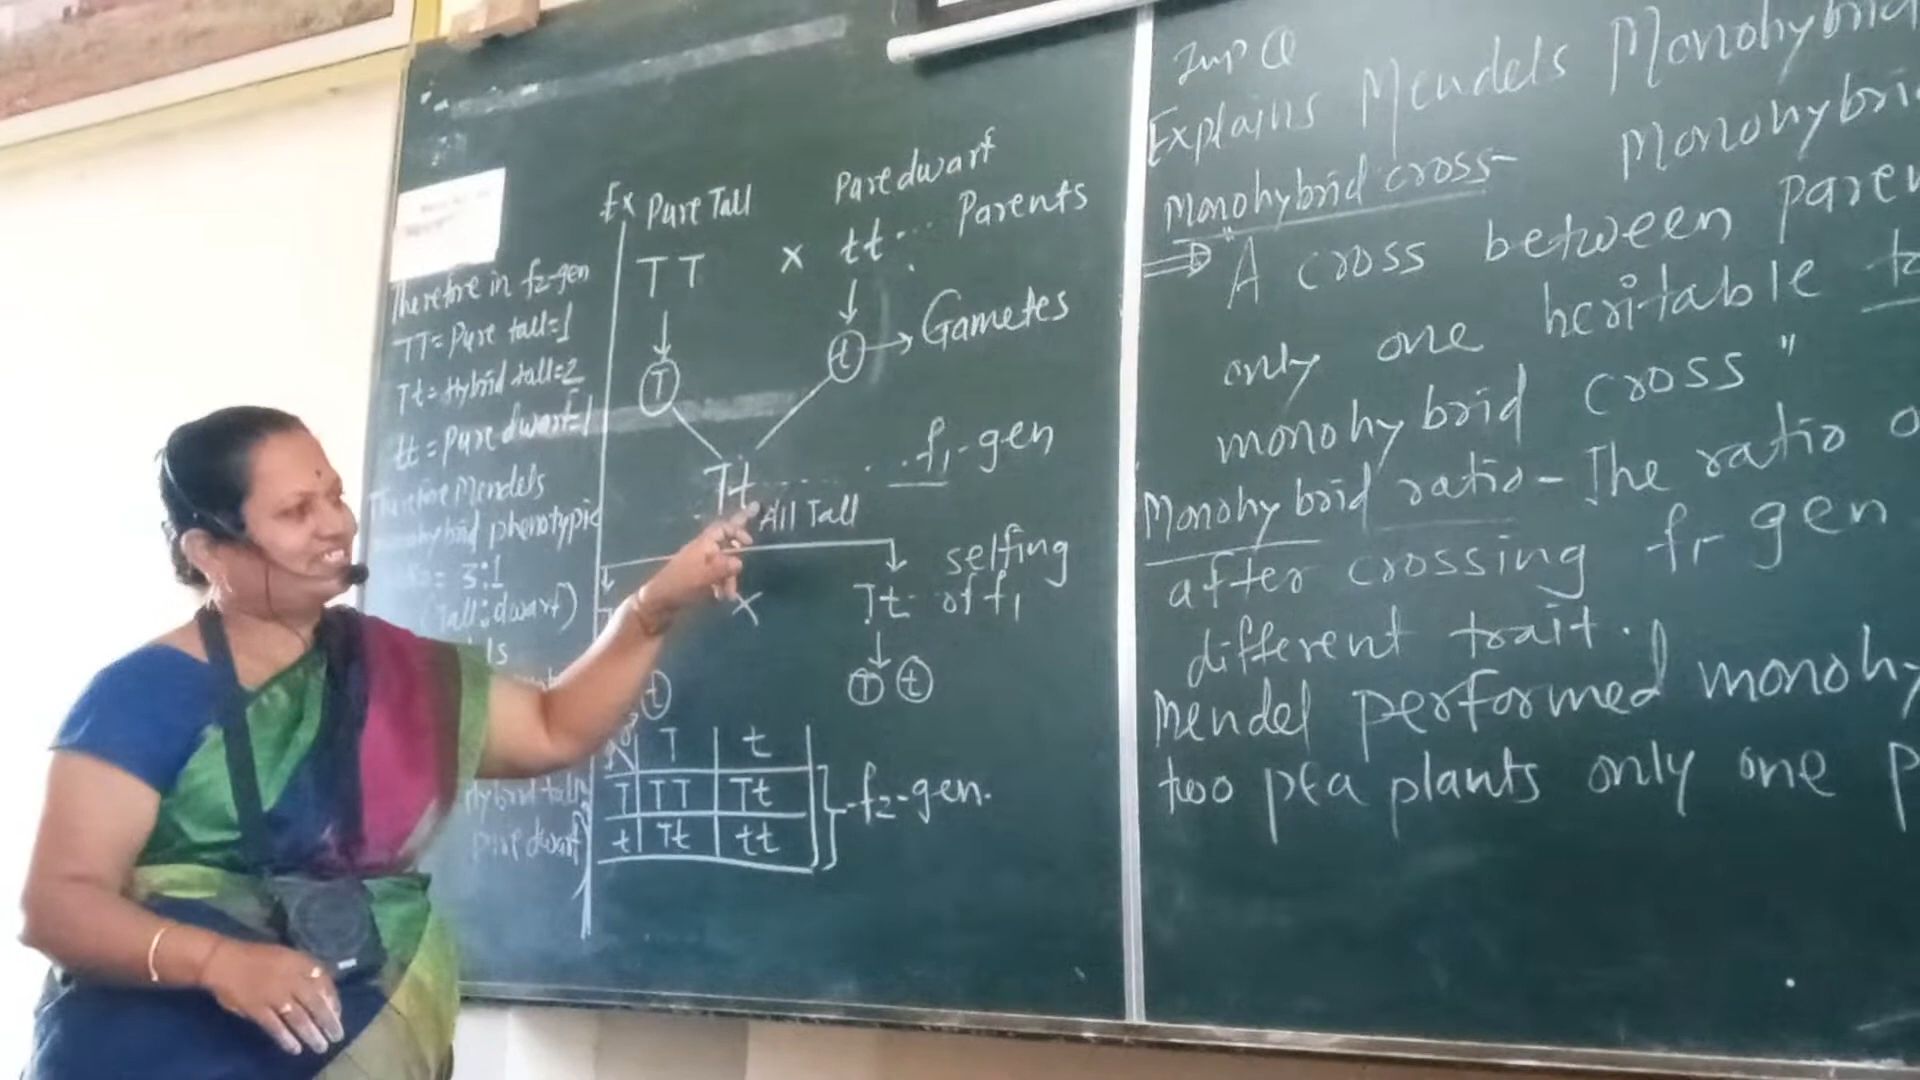 Therefore in f2-gen
TT = Pure tall = 1
Tt = Hybrid tall = 2
tt = Pure dwarf = 1
Therefore Mendels
phenotypic
= 3:1
(Tall: dwarf)
Hybrid tall
pure dwarf)
Ex Pure Tall
Pure dwarf
TT × tt ... Parents
T t → Gametes
Tt ... f1-gen
All Tall
selfing
× Tt of f1
t T t
T t
T TT Tt
t Tt tt
f2-gen.
Imp Q
Explains Mendels Monohybrid
Monohybrid cross- Monohybri
⇒ "A cross between paren
only one heritable
monohybrid cross"
Monohybrid ratio - The ratio o
after crossing f1- gen
different trait.
Mendel performed monohy
two pea plants only one p